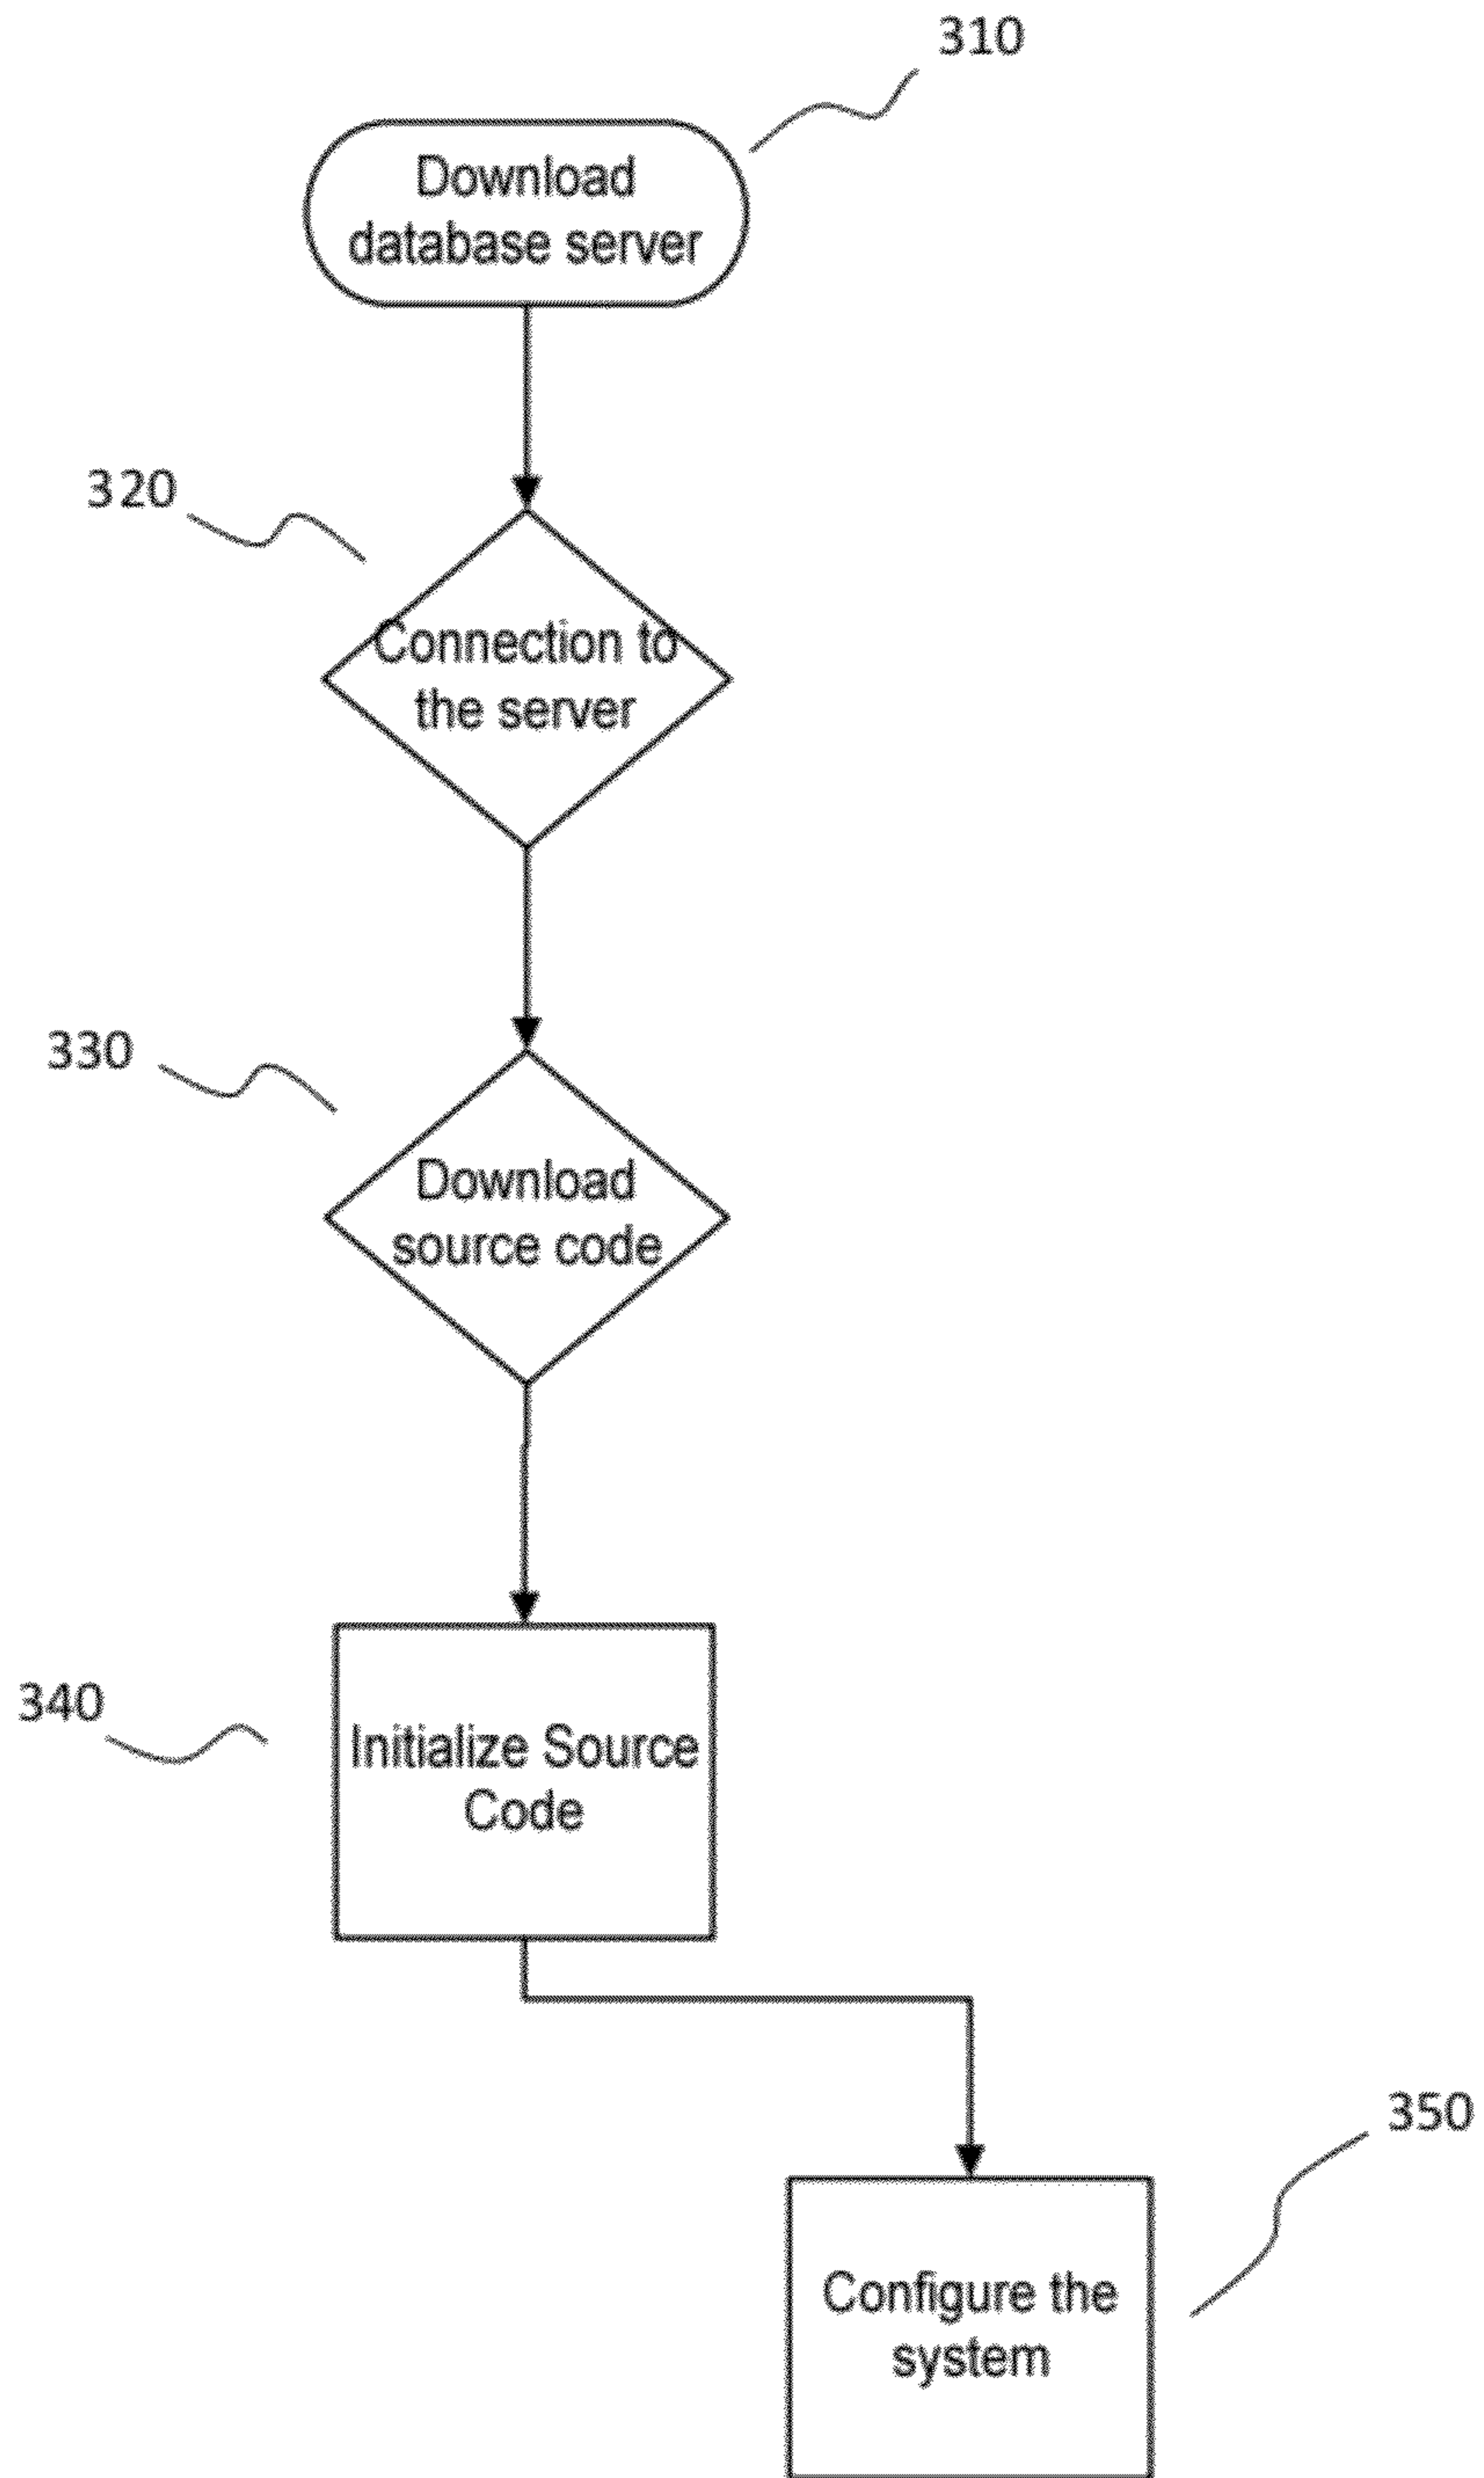 310
Download
database server
320
Connection to
the server
330
Download
source code
340
Initialize Source
Code
350
Configure the
system